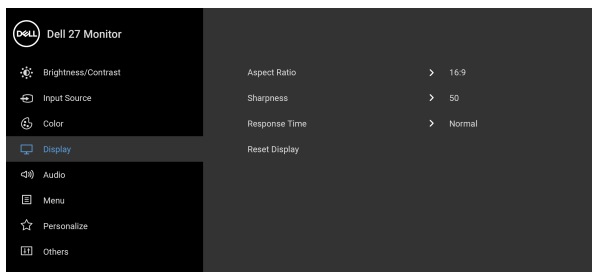 DELL Dell 27 Monitor
Brightness/Contrast
Input Source
Color
Display
Audio
Menu
Personalize
Others
Aspect Ratio > 16:9
Sharpness > 50
Response Time > Normal
Reset Display